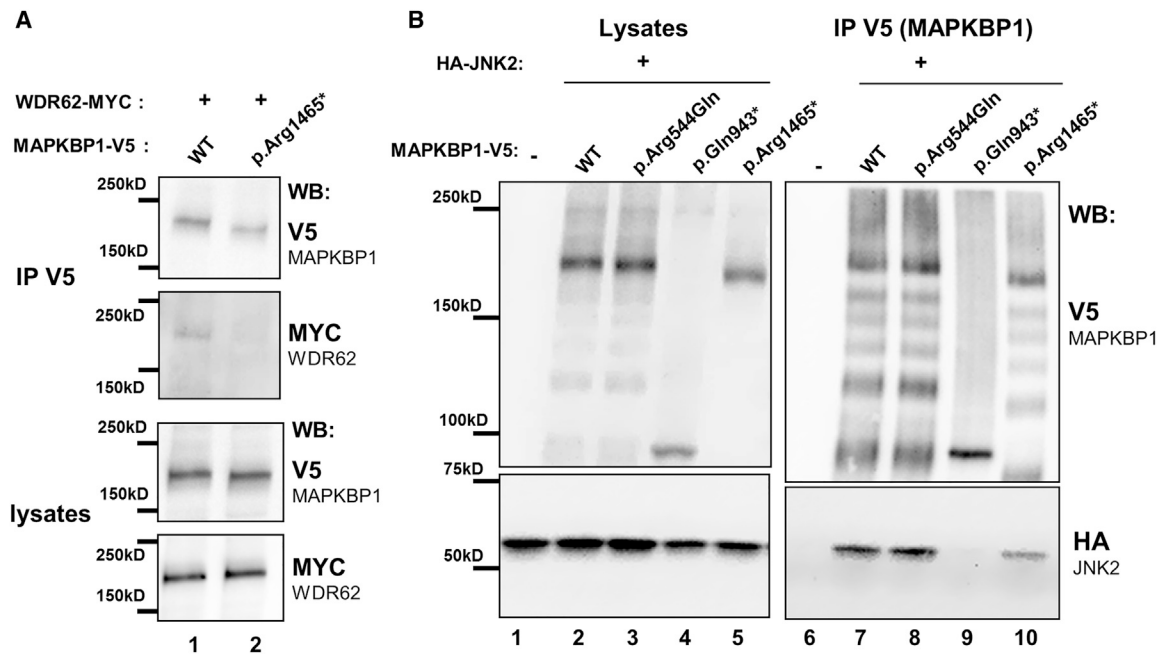 A
WDR62-MYC : + +
MAPKBP1-V5 : WT p.Arg1465*
IP V5
250kD
150kD
WB:
V5
MAPKBP1
250kD
150kD
MYC
WDR62
lysates
250kD
150kD
WB:
V5
MAPKBP1
250kD
150kD
MYC
WDR62
1 2
B
Lysates IP V5 (MAPKBP1)
HA-JNK2: + +
MAPKBP1-V5: - WT p.Arg544Gln p.Gln943* p.Arg1465* - WT p.Arg544Gln p.Gln943* p.Arg1465*
250kD
150kD
100kD
75kD
50kD
WB:
V5
MAPKBP1
HA
JNK2
1 2 3 4 5 6 7 8 9 10